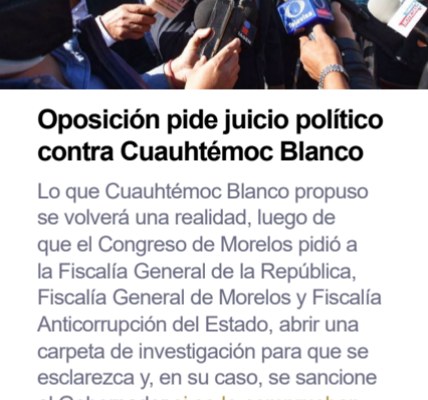 Oposición pide juicio político
contra Cuauhtémoc Blanco
Lo que Cuauhtémoc Blanco propuso
se volverá una realidad, luego de
que el Congreso de Morelos pidió a
la Fiscalía General de la República,
Fiscalía General de Morelos y Fiscalía
Anticorrupción del Estado, abrir una
carpeta de investigación para que se
esclarezca y, en su caso, se sancione